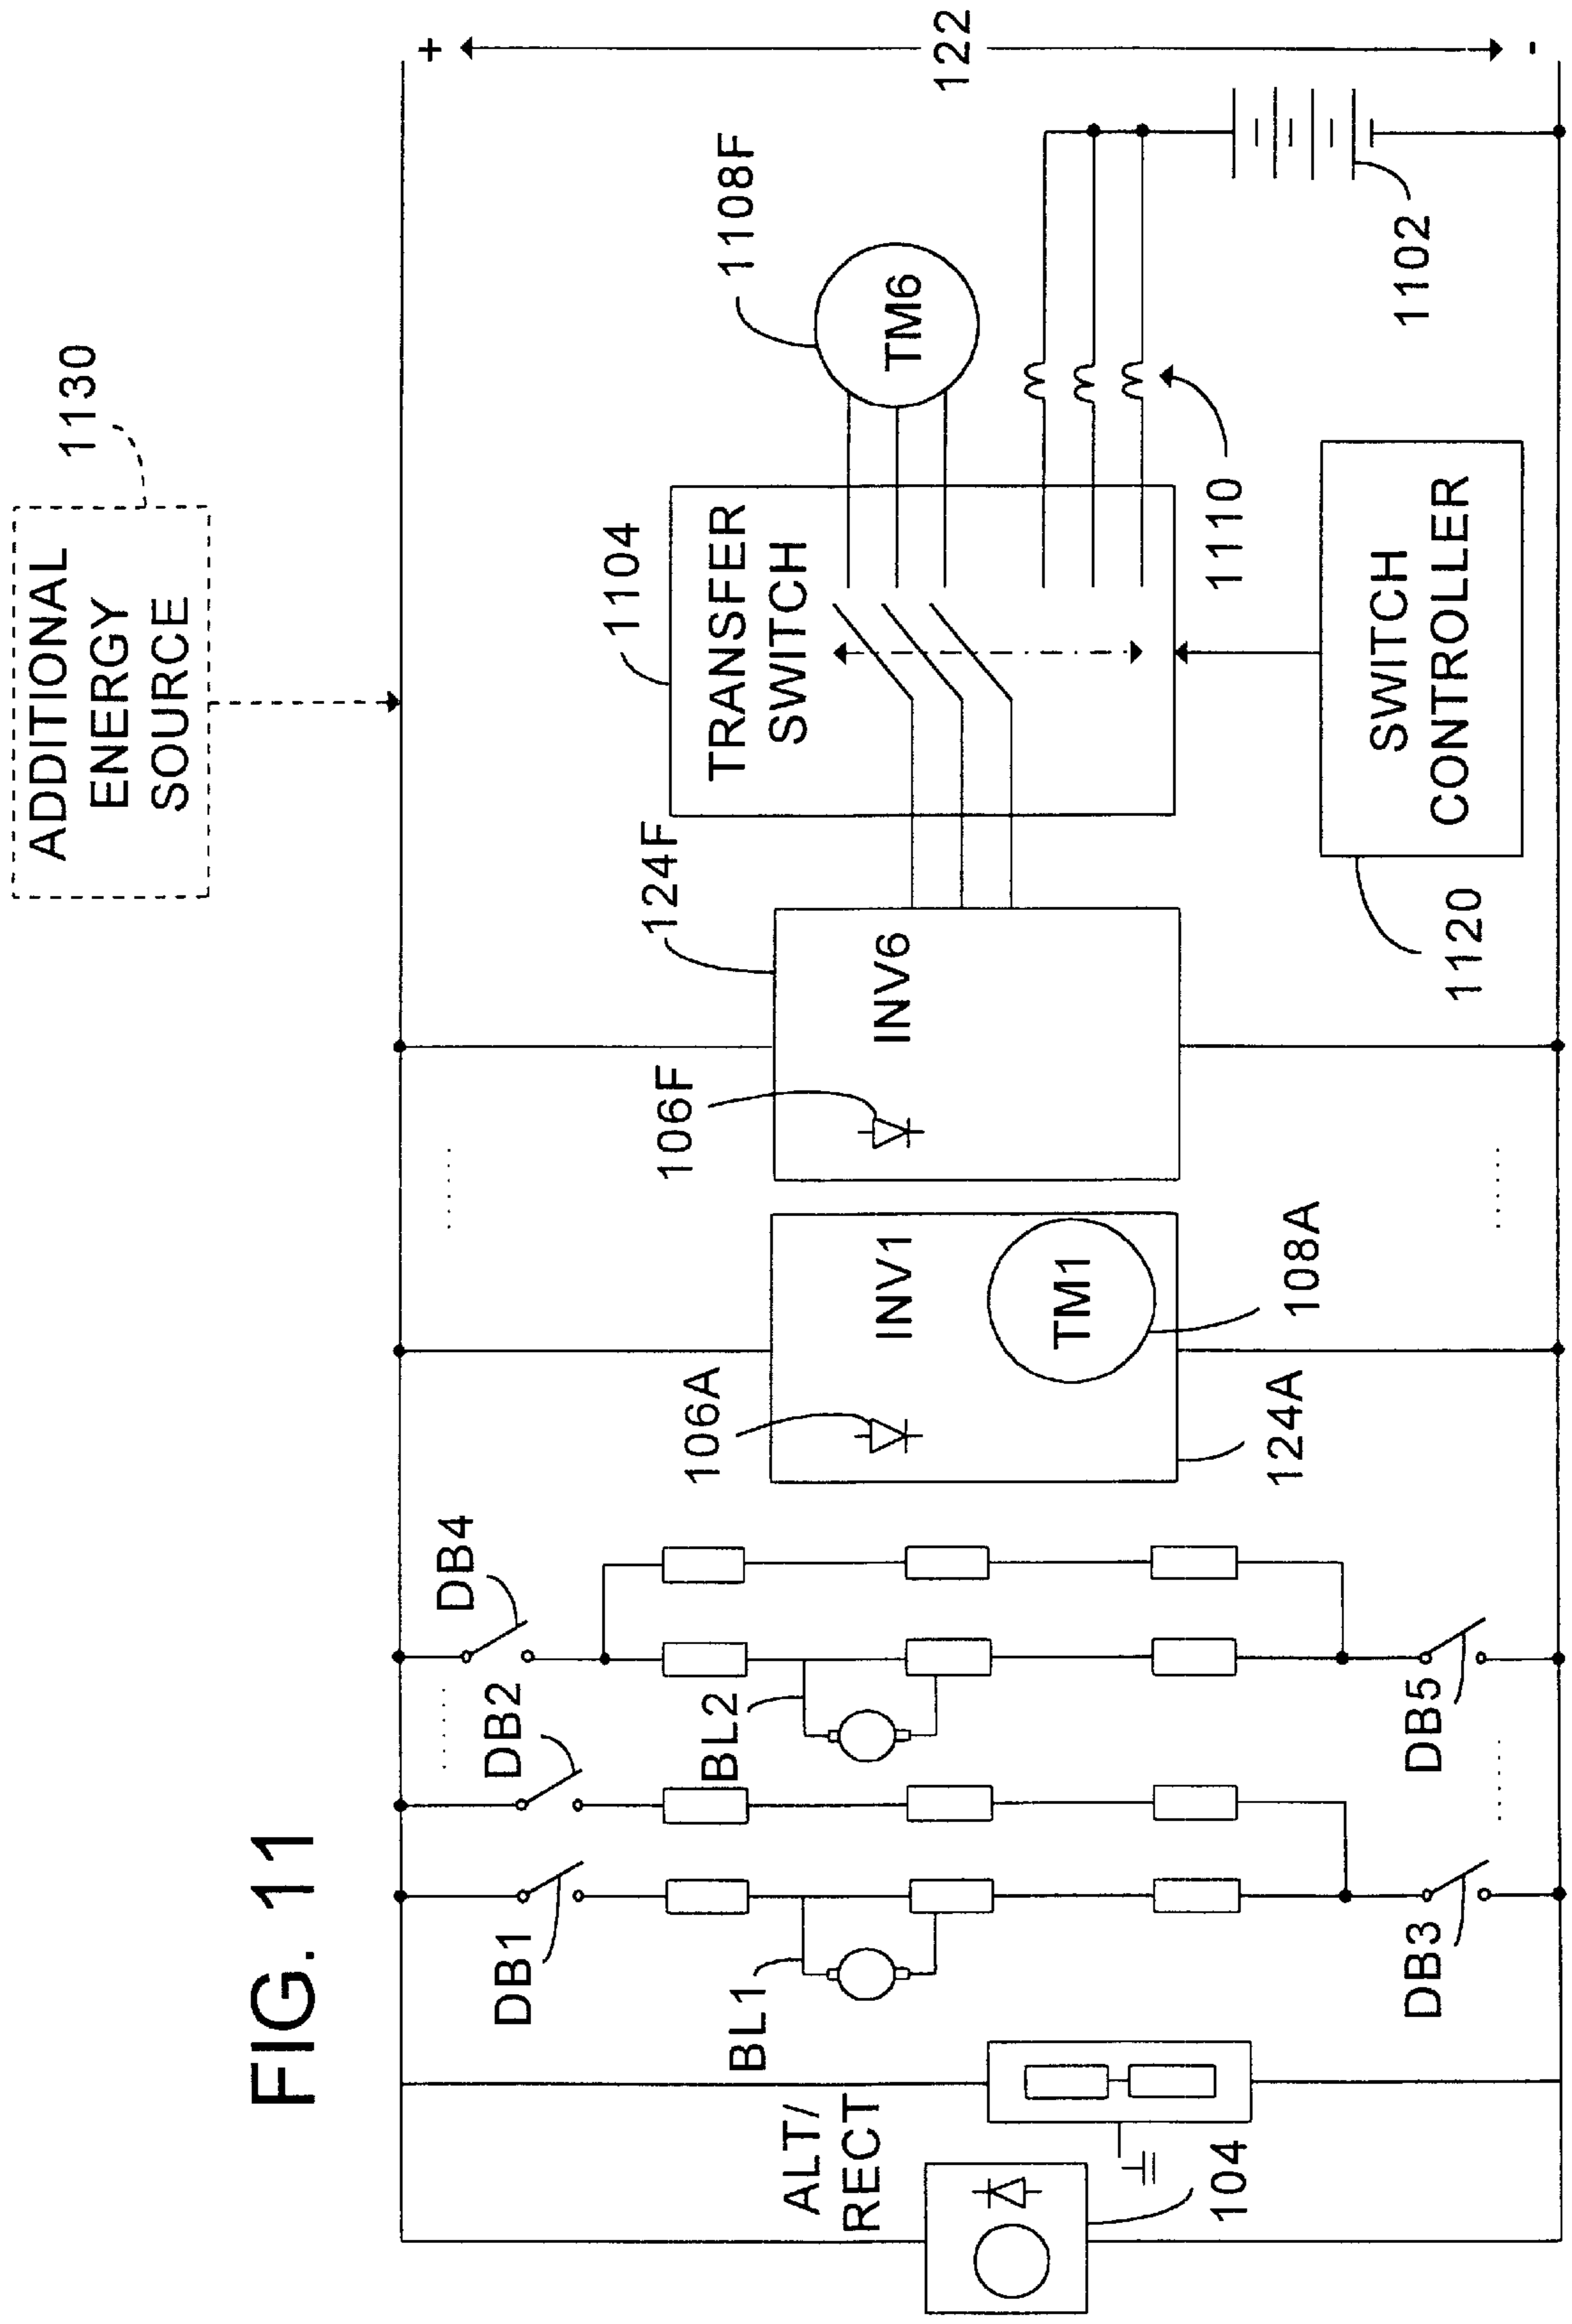 FIG. 11
ADDITIONAL
ENERGY
SOURCE
1130
+
122
-
DB4
DB2
DB1
BL2
BL1
ALT/
RECT
104
DB3
DB5
106A
INV1
TM1
108A
124A
106F
INV6
124F
1104
TRANSFER
SWITCH
1108F
TM6
1110
1102
SWITCH
CONTROLLER
1120